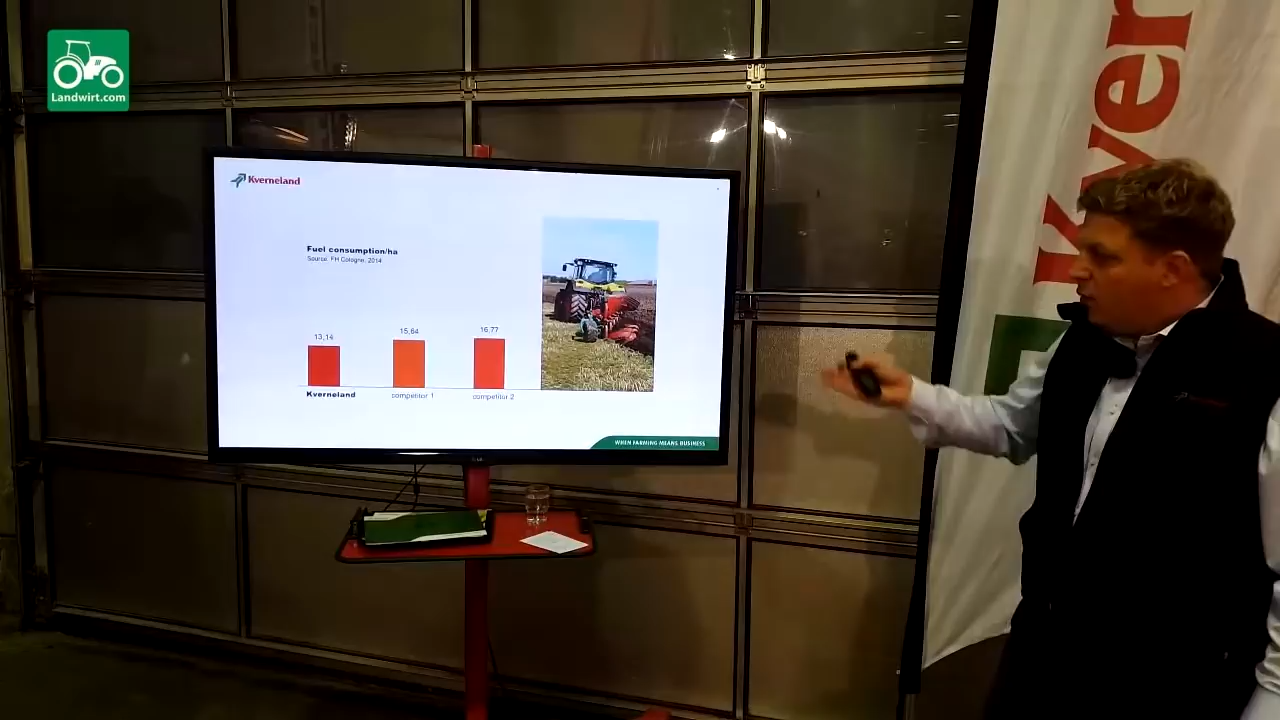 Landwirt.com
Kverneland
Fuel consumption/ha
Source: FH Cologne, 2014
13,14
15,64
16,77
Kverneland
competitor 1
competitor 2
WHEN FARMING MEANS BUSINESS
Kver